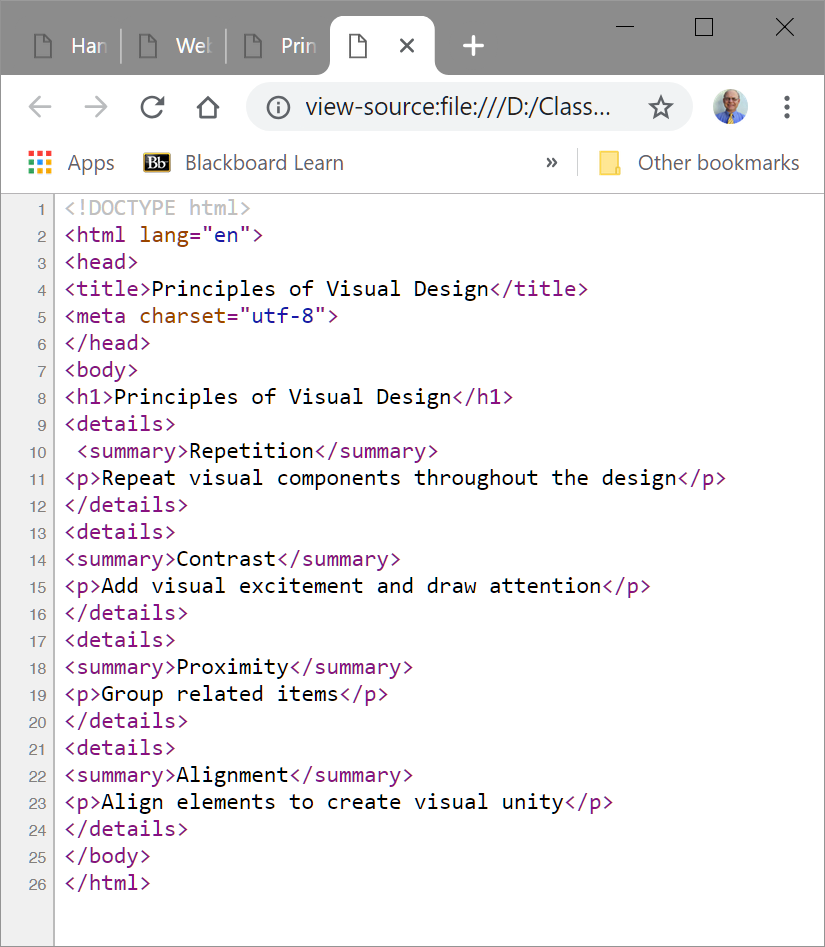 Han
Web
Prin
view-source:file:///D:/Class...
Apps
Bb
Blackboard Learn
»
Other bookmarks
1 <!DOCTYPE html>
2 <html lang="en">
3 <head>
4 <title>Principles of Visual Design</title>
5 <meta charset="utf-8">
6 </head>
7 <body>
8 <h1>Principles of Visual Design</h1>
9 <details>
10  <summary>Repetition</summary>
11 <p>Repeat visual components throughout the design</p>
12 </details>
13 <details>
14 <summary>Contrast</summary>
15 <p>Add visual excitement and draw attention</p>
16 </details>
17 <details>
18 <summary>Proximity</summary>
19 <p>Group related items</p>
20 </details>
21 <details>
22 <summary>Alignment</summary>
23 <p>Align elements to create visual unity</p>
24 </details>
25 </body>
26 </html>